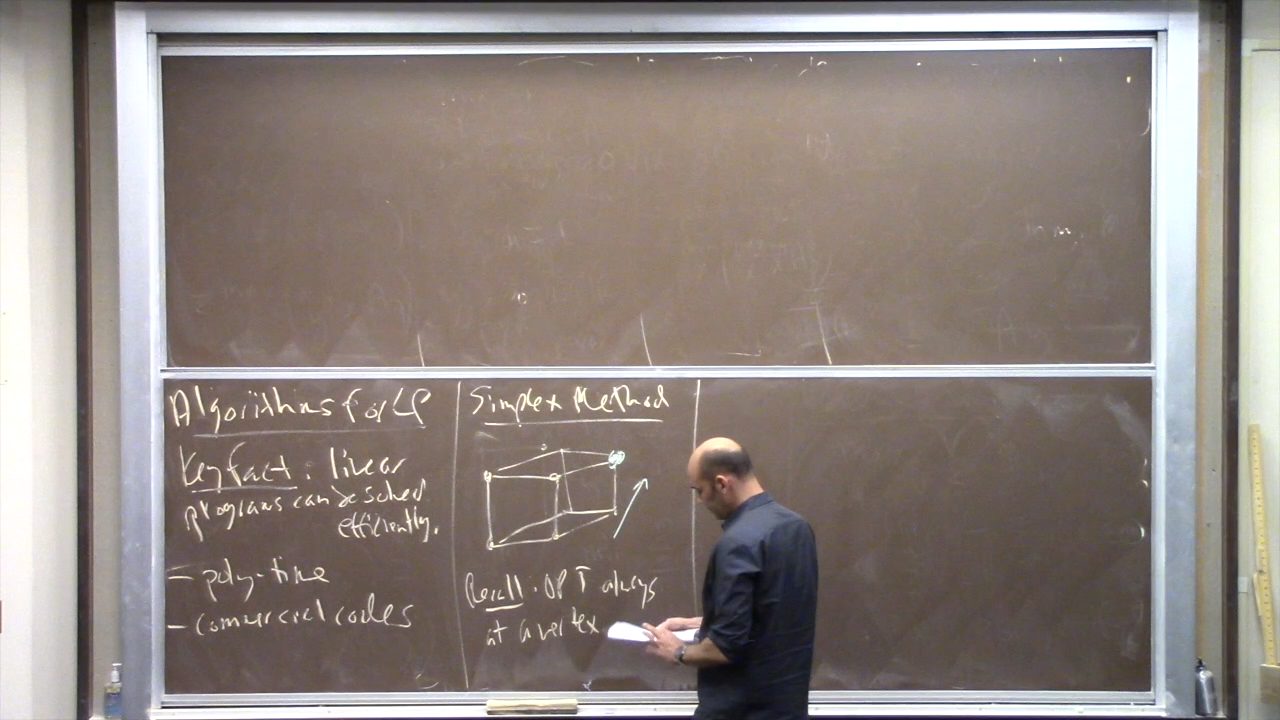 Algorithms for LP
Key Fact: linear
programs can be solved
efficiently.
- poly-time
- commercial codes
Simplex Method
Recall: OPT always
at a vertex